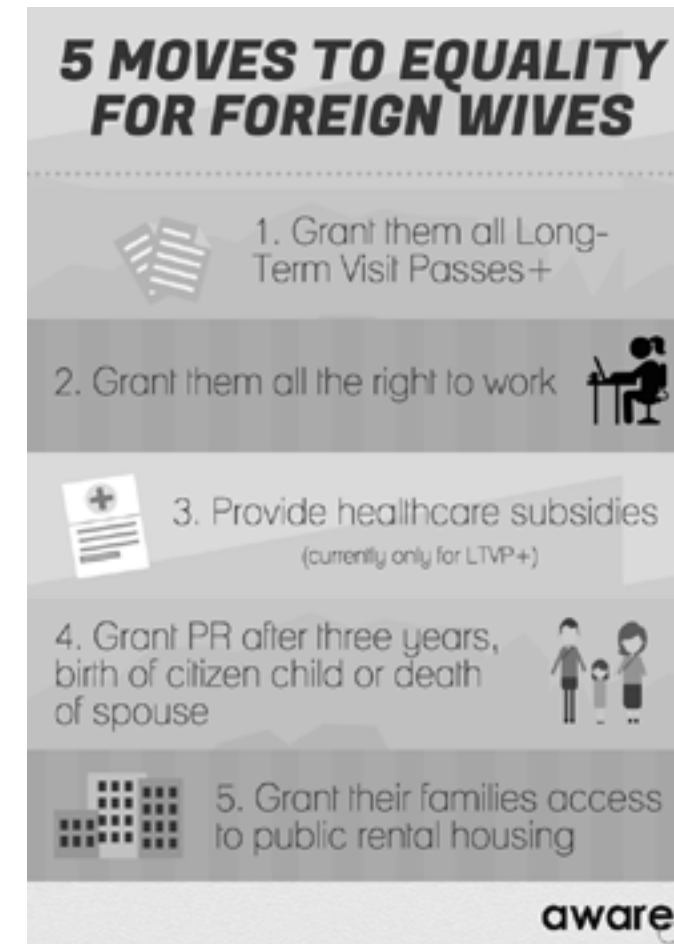 5 MOVES TO EQUALITY
FOR FOREIGN WIVES
1. Grant them all Long-
Term Visit Passes+
2. Grant them all the right to work
3. Provide healthcare subsidies
(currently only for LTVP+)
4. Grant PR after three years,
birth of citizen child or death
of spouse
5. Grant their families access
to public rental housing
aware